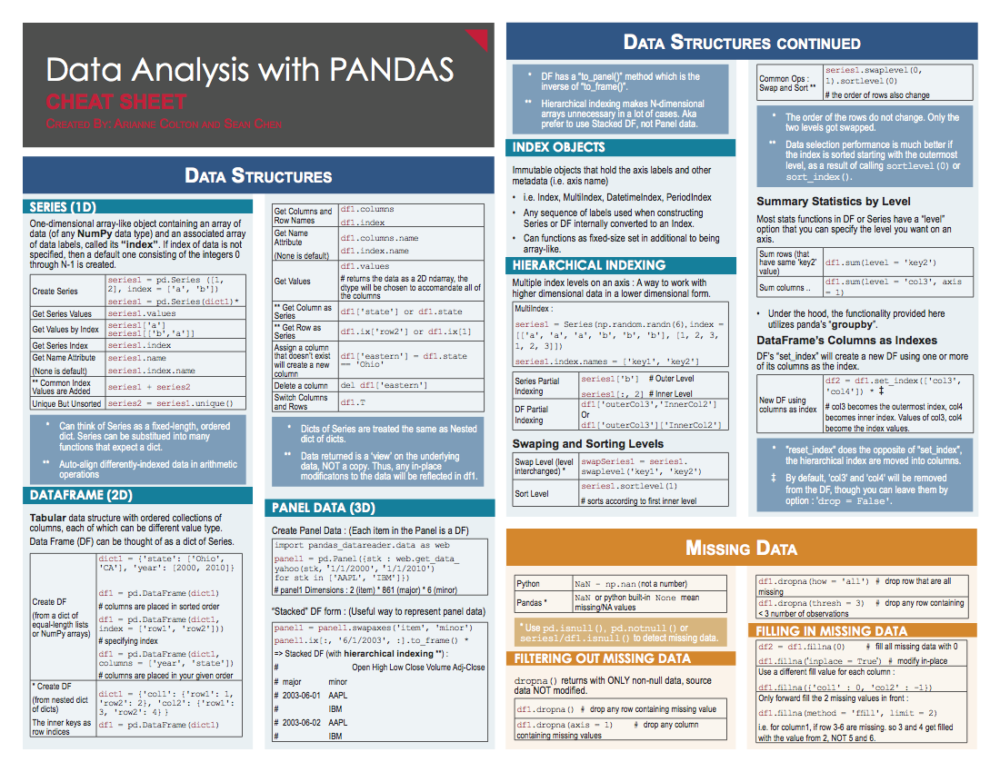 Data Analysis with PANDAS
CHEAT SHEET
CREATED BY: ARIANNE COLTON AND SEAN CHEN
DATA STRUCTURES
SERIES (1D)
One-dimensional array-like object containing an array of
data (of any NumPy data type) and an associated array
of data labels, called its "index". If index of data is not
specified, then a default one consisting of the integers 0
through N-1 is created.
Create Series
series1 = pd.Series ([1,
2], index = ['a', 'b'])
series1 = pd.Series(dict1)*
Get Series Values
series1.values
Get Values by Index
series1['a']
series1[['b','a']]
Get Series Index
series1.index
Get Name Attribute
(None is default)
series1.name
series1.index.name
** Common Index
Values are Added
series1 + series2
Unique But Unsorted
series2 = series1.unique()
* Can think of Series as a fixed-length, ordered
dict. Series can be substitued into many
functions that expect a dict.
** Auto-align differently-indexed data in arithmetic
operations
DATAFRAME (2D)
Tabular data structure with ordered collections of
columns, each of which can be different value type.
Data Frame (DF) can be thought of as a dict of Series.
Create DF
(from a dict of
equal-length lists
or NumPy arrays)
dict1 = {'state': ['Ohio',
'CA'], 'year': [2000, 2010]}
df1 = pd.DataFrame(dict1)
# columns are placed in sorted order
df1 = pd.DataFrame(dict1,
index = ['row1', 'row2']))
# specifying index
df1 = pd.DataFrame(dict1,
columns = ['year', 'state'])
# columns are placed in your given order
* Create DF
(from nested dict
of dicts)
The inner keys as
row indices
dict1 = {'col1': {'row1': 1,
'row2': 2}, 'col2': {'row1':
3, 'row2': 4} }
df1 = pd.DataFrame(dict1)
Get Columns and
Row Names
df1.columns
df1.index
Get Name
Attribute
(None is default)
df1.columns.name
df1.index.name
Get Values
df1.values
# returns the data as a 2D ndarray, the
dtype will be chosen to accomandate all of
the columns
** Get Column as
Series
df1['state'] or df1.state
** Get Row as
Series
df1.ix['row2'] or df1.ix[1]
Assign a column
that doesn't exist
will create a new
column
df1['eastern'] = df1.state
== 'Ohio'
Delete a column
del df1['eastern']
Switch Columns
and Rows
df1.T
* Dicts of Series are treated the same as Nested
dict of dicts.
** Data returned is a 'view' on the underlying
data, NOT a copy. Thus, any in-place
modificatons to the data will be reflected in df1.
PANEL DATA (3D)
Create Panel Data : (Each item in the Panel is a DF)
import pandas_datareader.data as web
panel1 = pd.Panel({stk : web.get_data_
yahoo(stk, '1/1/2000', '1/1/2010')
for stk in ['AAPL', 'IBM']})
# panel1 Dimensions : 2 (item) * 861 (major) * 6 (minor)
"Stacked" DF form : (Useful way to represent panel data)
panel1 = panel1.swapaxes('item', 'minor')
panel1.ix[:, '6/1/2003', :].to_frame() *
=> Stacked DF (with hierarchical indexing **) :
# Open High Low Close Volume Adj-Close
# major minor
# 2003-06-01 AAPL
# IBM
# 2003-06-02 AAPL
# IBM
DATA STRUCTURES CONTINUED
* DF has a "to_panel()" method which is the
inverse of "to_frame()".
** Hierarchical indexing makes N-dimensional
arrays unnecessary in a lot of cases. Aka
prefer to use Stacked DF, not Panel data.
INDEX OBJECTS
Immutable objects that hold the axis labels and other
metadata (i.e. axis name)
• i.e. Index, MultiIndex, DatetimeIndex, PeriodIndex
• Any sequence of labels used when constructing
Series or DF internally converted to an Index.
• Can functions as fixed-size set in additional to being
array-like.
HIERARCHICAL INDEXING
Multiple index levels on an axis : A way to work with
higher dimensional data in a lower dimensional form.
MultiIndex :
series1 = Series(np.random.randn(6), index =
[['a', 'a', 'a', 'b', 'b', 'b'], [1, 2, 3,
1, 2, 3]])
series1.index.names = ['key1', 'key2']
Series Partial
Indexing
series1['b'] # Outer Level
series1[:, 2] # Inner Level
DF Partial
Indexing
df1['outerCol3','InnerCol2']
Or
df1['outerCol3']['InnerCol2']
Swaping and Sorting Levels
Swap Level (level
interchanged) *
swapSeries1 = series1.
swaplevel('key1', 'key2')
Sort Level
series1.sortlevel(1)
# sorts according to first inner level
Common Ops :
Swap and Sort **
series1.swaplevel(0,
1).sortlevel(0)
# the order of rows also change
* The order of the rows do not change. Only the
two levels got swapped.
** Data selection performance is much better if
the index is sorted starting with the outermost
level, as a result of calling sortlevel(0) or
sort_index().
Summary Statistics by Level
Most stats functions in DF or Series have a "level"
option that you can specify the level you want on an
axis.
Sum rows (that
have same 'key2'
value)
df1.sum(level = 'key2')
Sum columns ..
df1.sum(level = 'col3', axis
= 1)
• Under the hood, the functionality provided here
utilizes panda's "groupby".
DataFrame's Columns as Indexes
DF's "set_index" will create a new DF using one or more
of its columns as the index.
New DF using
columns as index
df2 = df1.set_index(['col3',
'col4']) * ‡
# col3 becomes the outermost index, col4
becomes inner index. Values of col3, col4
become the index values.
* "reset_index" does the opposite of "set_index",
the hierarchical index are moved into columns.
‡ By default, 'col3' and 'col4' will be removed
from the DF, though you can leave them by
option : 'drop = False'.
MISSING DATA
Python
NaN - np.nan(not a number)
Pandas *
NaN or python built-in None mean
missing/NA values
* Use pd.isnull(), pd.notnull() or
series1/df1.isnull() to detect missing data.
FILTERING OUT MISSING DATA
dropna() returns with ONLY non-null data, source
data NOT modified.
df1.dropna() # drop any row containing missing value
df1.dropna(axis = 1) # drop any column
containing missing values
df1.dropna(how = 'all') # drop row that are all
missing
df1.dropna(thresh = 3) # drop any row containing
< 3 number of observations
FILLING IN MISSING DATA
df2 = df1.fillna(0) # fill all missing data with 0
df1.fillna('inplace = True') # modify in-place
Use a different fill value for each column :
df1.fillna({'col1' : 0, 'col2' : -1})
Only forward fill the 2 missing values in front :
df1.fillna(method = 'ffill', limit = 2)
i.e. for column1, if row 3-6 are missing. so 3 and 4 get filled
with the value from 2, NOT 5 and 6.